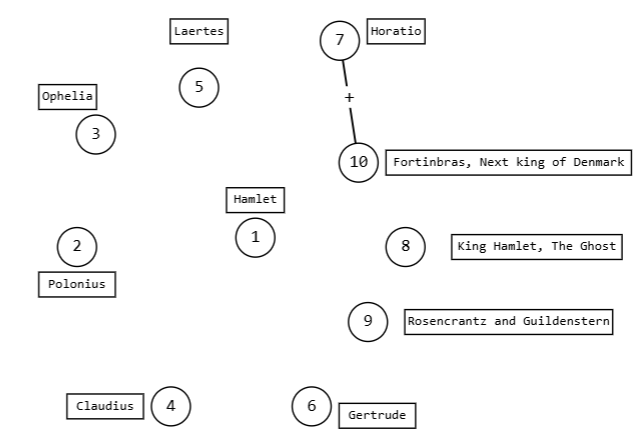 Laertes
7
Horatio
5
Ophelia
+
3
10
Fortinbras, Next king of Denmark
Hamlet
1
2
8
King Hamlet, The Ghost
Polonius
9
Rosencrantz and Guildenstern
Claudius
4
6
Gertrude